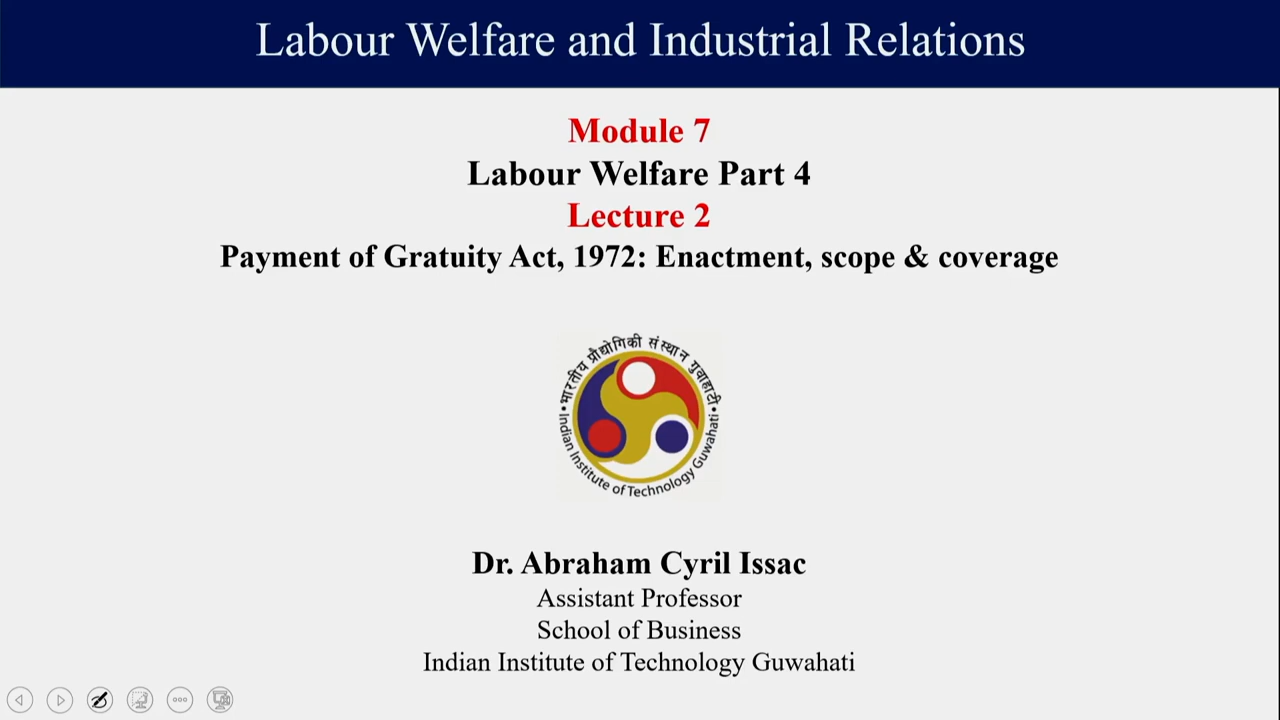 Labour Welfare and Industrial Relations
Module 7
Labour Welfare Part 4
Lecture 2
Payment of Gratuity Act, 1972: Enactment, scope & coverage
भारतीय प्रौद्योगिकी संस्थान गुवाहाटी
Indian Institute of Technology Guwahati
Dr. Abraham Cyril Issac
Assistant Professor
School of Business
Indian Institute of Technology Guwahati